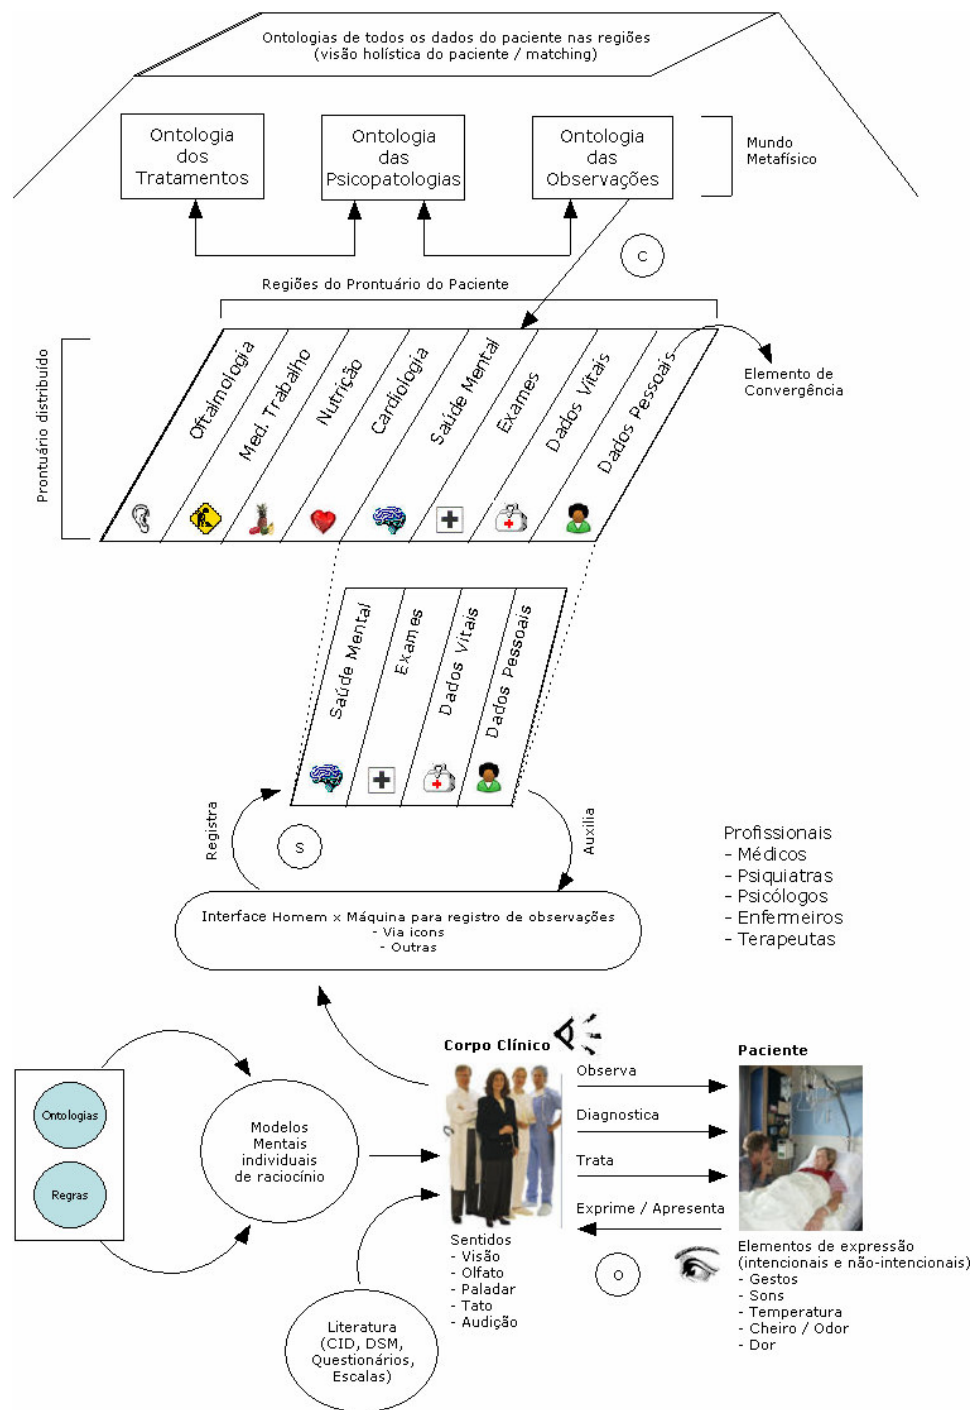 Ontologias de todos os dados do paciente nas regiões
(visão holística do paciente / matching)
Ontologia
dos
Tratamentos
Ontologia
das
Psicopatologias
Ontologia
das
Observações
Mundo
Metafísico
C
Regiões do Prontuário do Paciente
Prontuário distribuído
Oftalmologia
Med. Trabalho
Nutrição
Cardiologia
Saúde Mental
Exames
Dados Vitais
Dados Pessoais
Elemento de
Convergência
Saúde Mental
Exames
Dados Vitais
Dados Pessoais
Registra
S
Auxilia
Interface Homem x Máquina para registro de observações
- Via icons
- Outras
Profissionais
- Médicos
- Psiquiatras
- Psicólogos
- Enfermeiros
- Terapeutas
Ontologias
Regras
Modelos
Mentais
individuais
de raciocínio
Literatura
(CID, DSM,
Questionários,
Escalas)
Corpo Clínico
Sentidos
- Visão
- Olfato
- Paladar
- Tato
- Audição
Observa
Diagnostica
Trata
Exprime / Apresenta
O
Paciente
Elementos de expressão
(intencionais e não-intencionais)
- Gestos
- Sons
- Temperatura
- Cheiro / Odor
- Dor